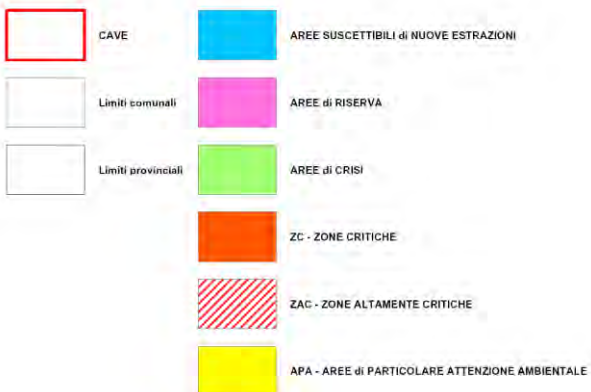 CAVE
AREE SUSCETTIBILI di NUOVE ESTRAZIONI
Limiti comunali
AREE di RISERVA
Limiti provinciali
AREE di CRISI
ZC - ZONE CRITICHE
ZAC - ZONE ALTAMENTE CRITICHE
APA - AREE di PARTICOLARE ATTENZIONE AMBIENTALE